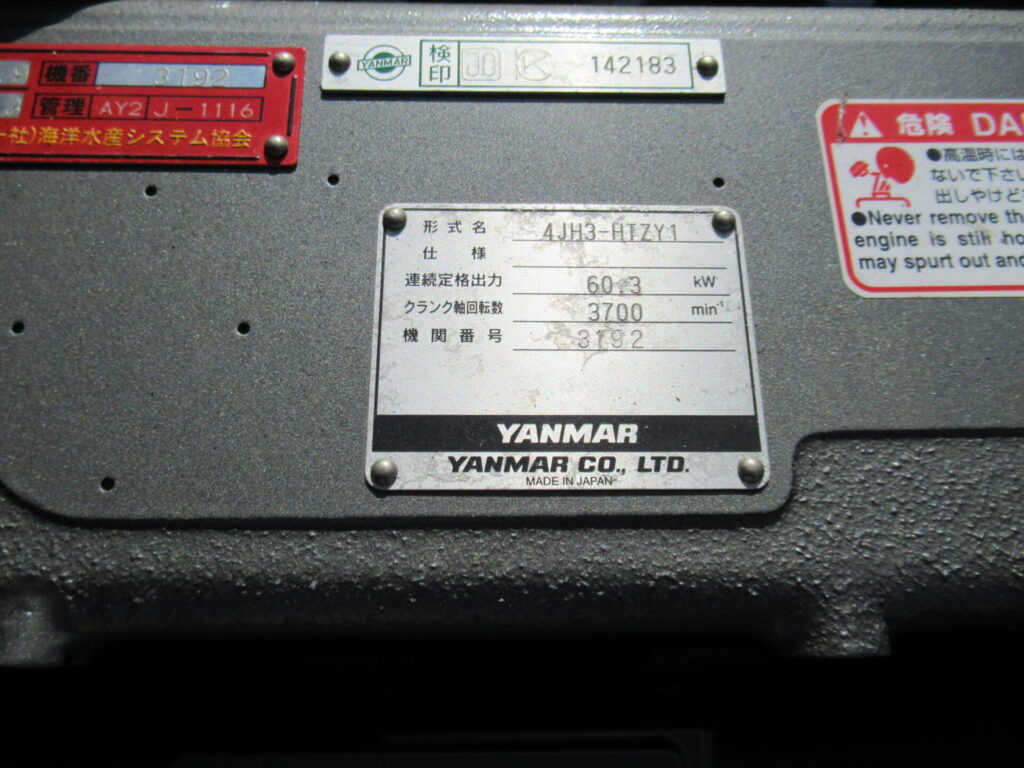 機番 3192
管理 AY2 J-1116
社)海洋水産システム協会
YANMAR 検印 JO K 142183
危険 DAN
●高温時には
ないで下さい
出しやけど
●Never remove th
engine is still ho
may spurt out and
形式名 4JH3-HTZY1
仕様
連続定格出力 60.3 kW
クランク軸回転数 3700 min⁻¹
機関番号 3192
YANMAR
YANMAR CO., LTD.
MADE IN JAPAN